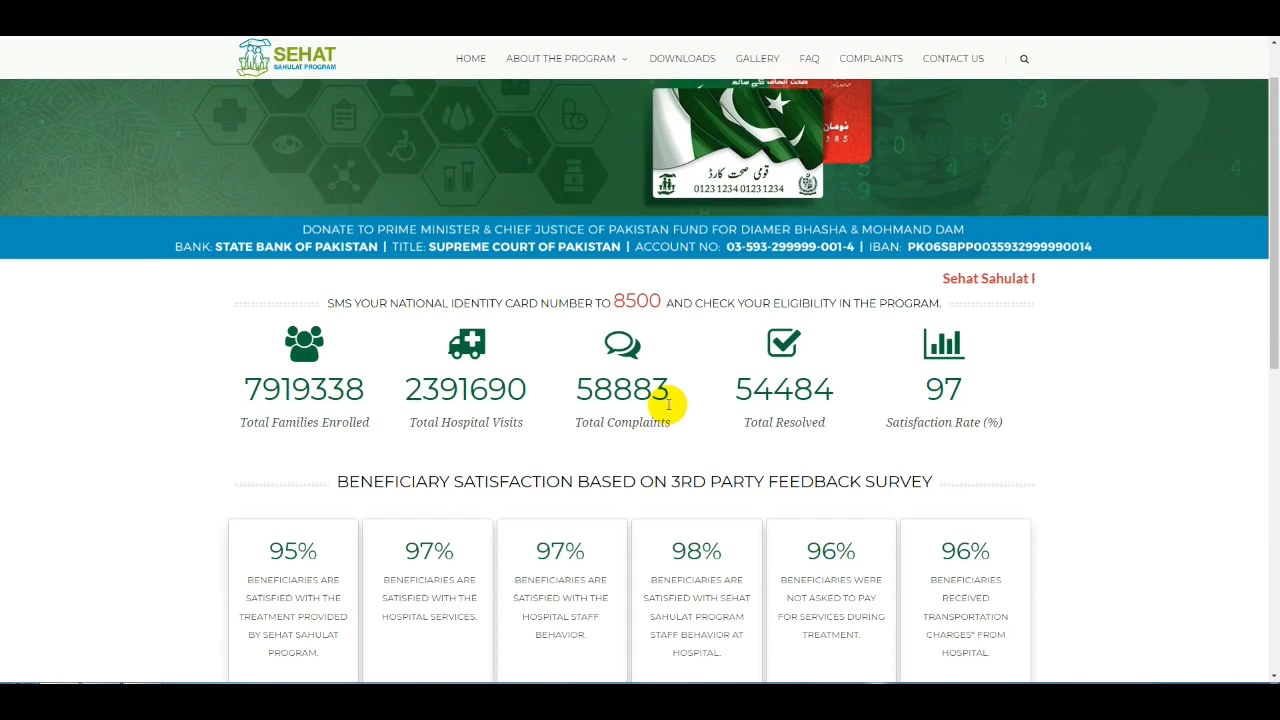 SEHAT
SAHULAT PROGRAM
HOME ABOUT THE PROGRAM DOWNLOADS GALLERY FAQ COMPLAINTS CONTACT US
صحت انصاف کے ساتھ
قومی صحت کارڈ
0123 1234 0123 1234
DONATE TO PRIME MINISTER & CHIEF JUSTICE OF PAKISTAN FUND FOR DIAMER BHASHA & MOHMAND DAM
BANK: STATE BANK OF PAKISTAN | TITLE: SUPREME COURT OF PAKISTAN | ACCOUNT NO: 03-593-299999-001-4 | IBAN: PK06SBPP0035932999990014
Sehat Sahulat
SMS YOUR NATIONAL IDENTITY CARD NUMBER TO 8500 AND CHECK YOUR ELIGIBILITY IN THE PROGRAM.
7919338 2391690 58883 54484 97
Total Families Enrolled Total Hospital Visits Total Complaints Total Resolved Satisfaction Rate (%)
BENEFICIARY SATISFACTION BASED ON 3RD PARTY FEEDBACK SURVEY
95%
BENEFICIARIES ARE
SATISFIED WITH THE
TREATMENT PROVIDED
BY SEHAT SAHULAT
PROGRAM.
97%
BENEFICIARIES ARE
SATISFIED WITH THE
HOSPITAL SERVICES.
97%
BENEFICIARIES ARE
SATISFIED WITH THE
HOSPITAL STAFF
BEHAVIOR.
98%
BENEFICIARIES ARE
SATISFIED WITH SEHAT
SAHULAT PROGRAM
STAFF BEHAVIOR AT
HOSPITAL.
96%
BENEFICIARIES WERE
NOT ASKED TO PAY
FOR SERVICES DURING
TREATMENT.
96%
BENEFICIARIES
RECEIVED
TRANSPORTATION
CHARGES* FROM
HOSPITAL.